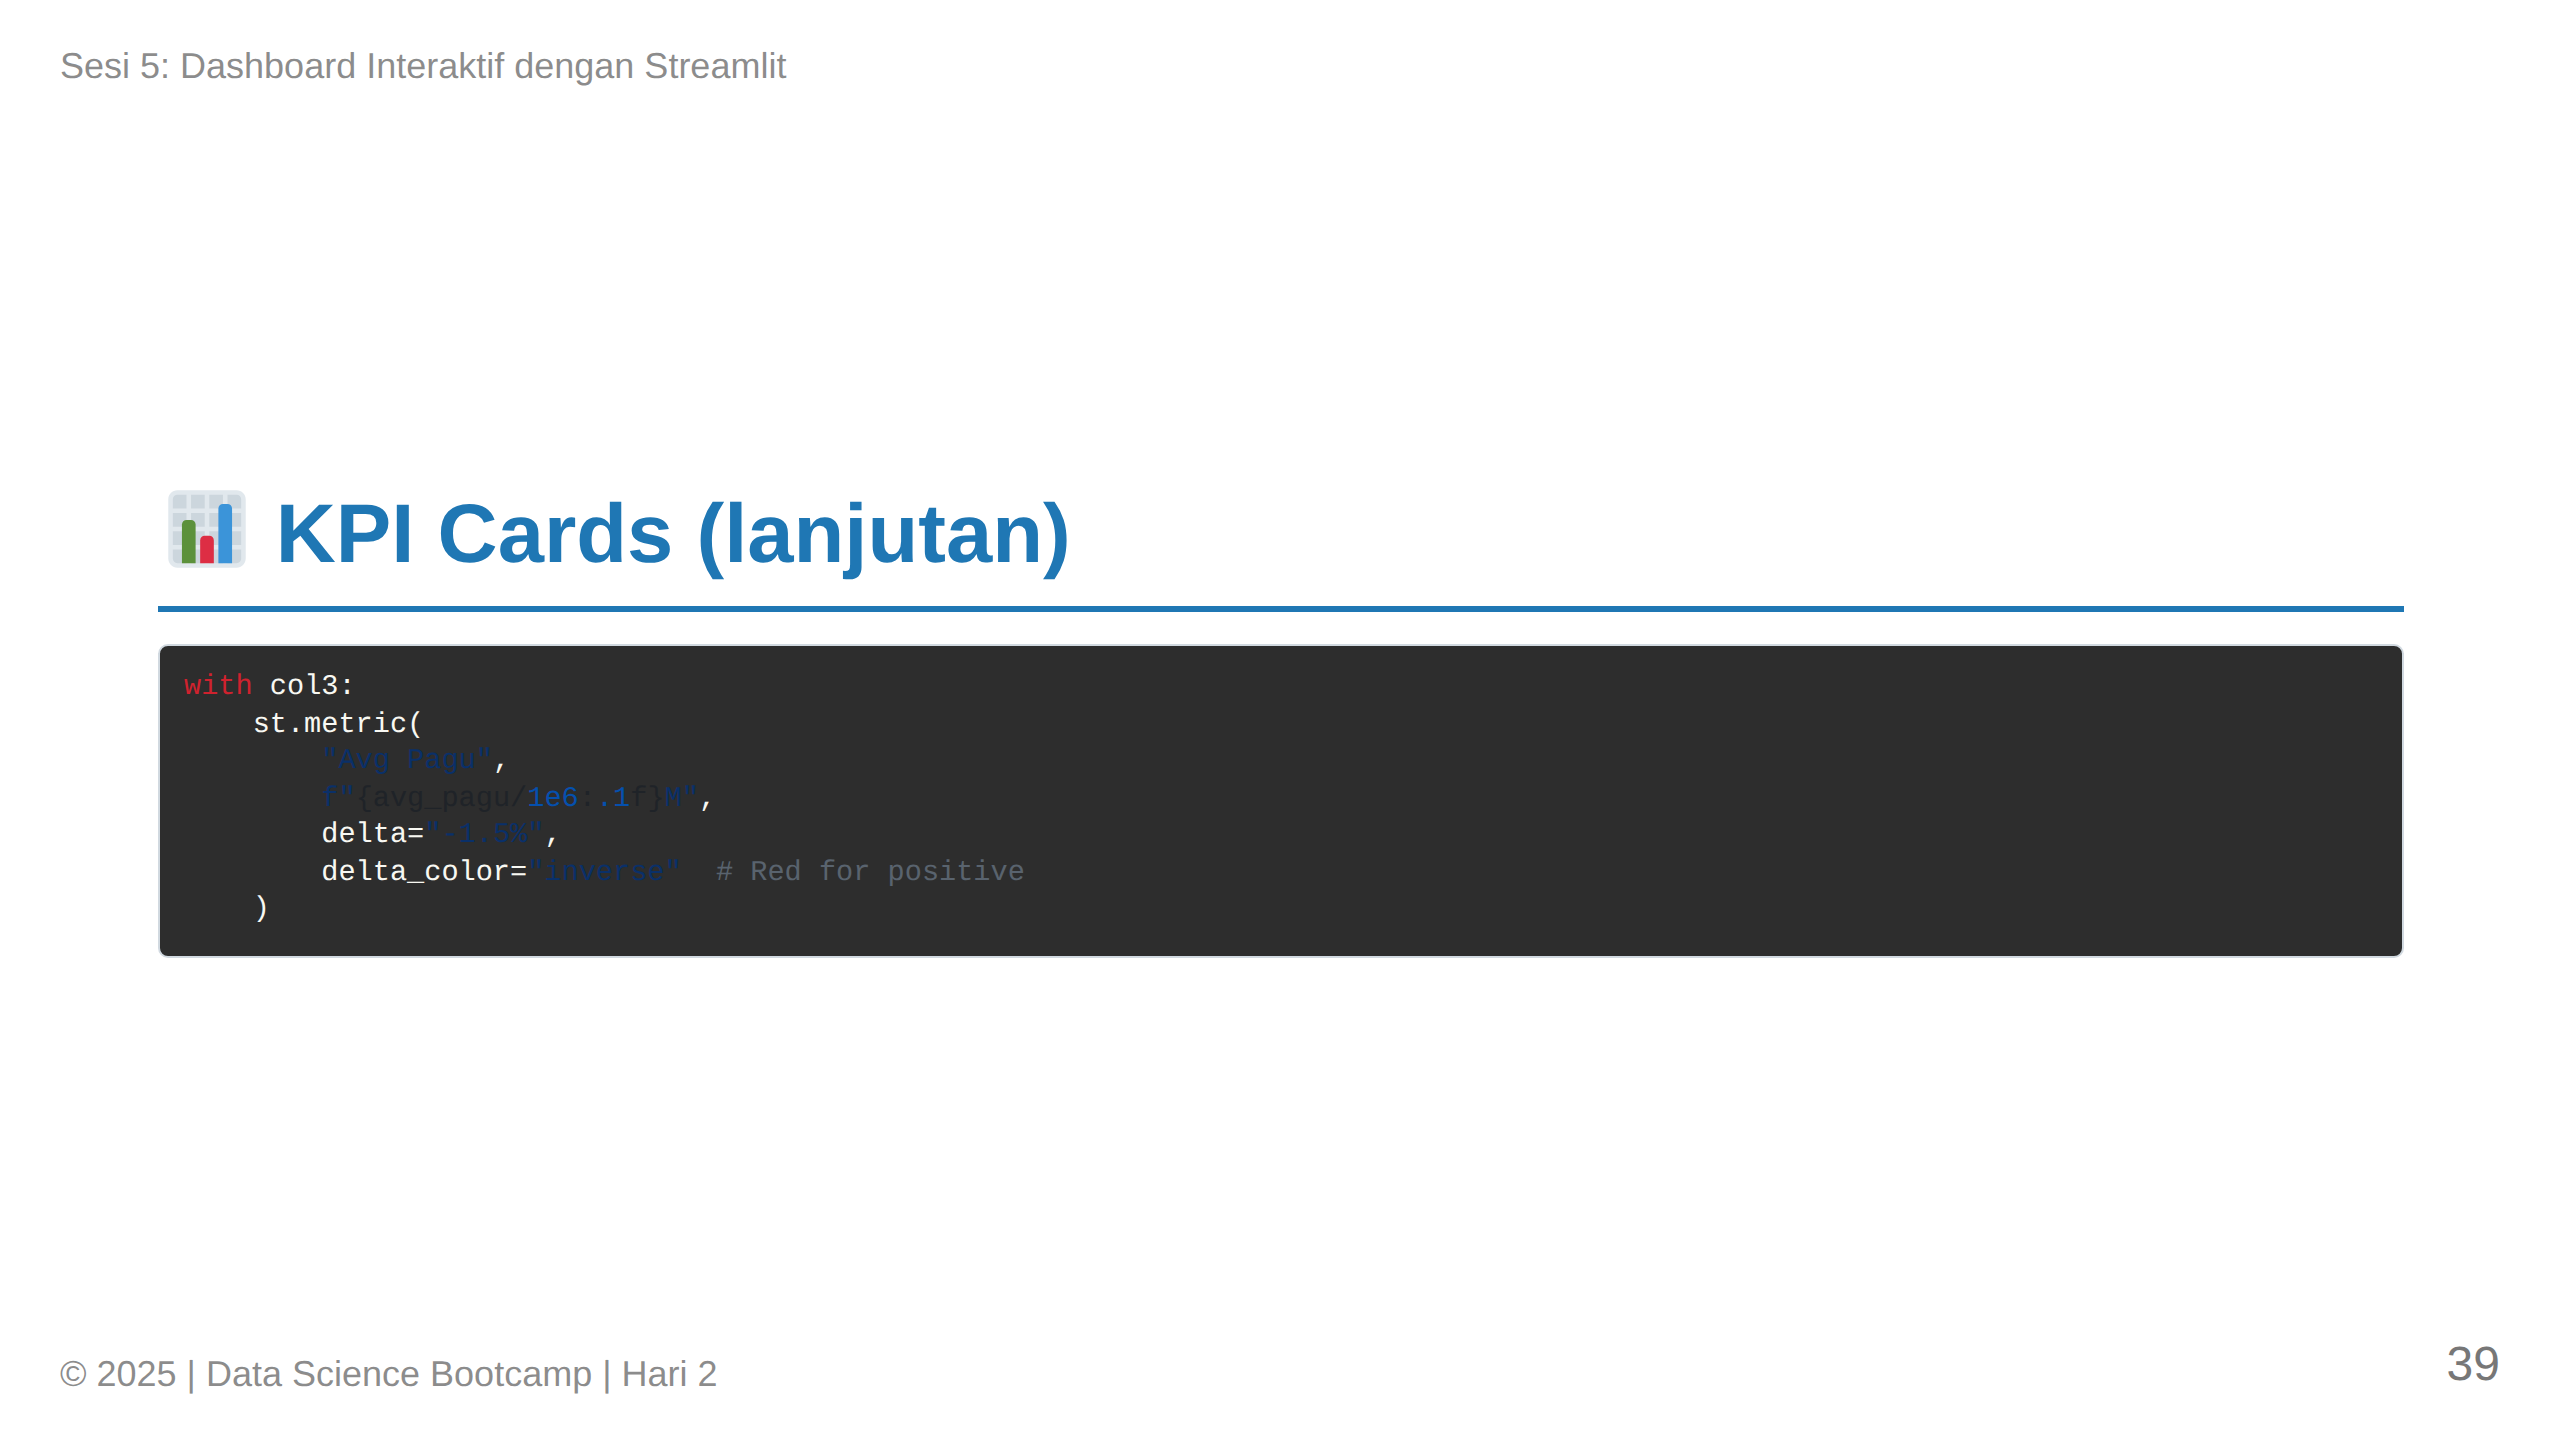 Sesi 5: Dashboard Interaktif dengan Streamlit
KPI Cards (lanjutan)
with col3:
    st.metric(
        "Avg Pagu",
        f"{avg_pagu/1e6:.1f}M",
        delta="-1.5%",
        delta_color="inverse"  # Red for positive
    )
© 2025 | Data Science Bootcamp | Hari 2
39